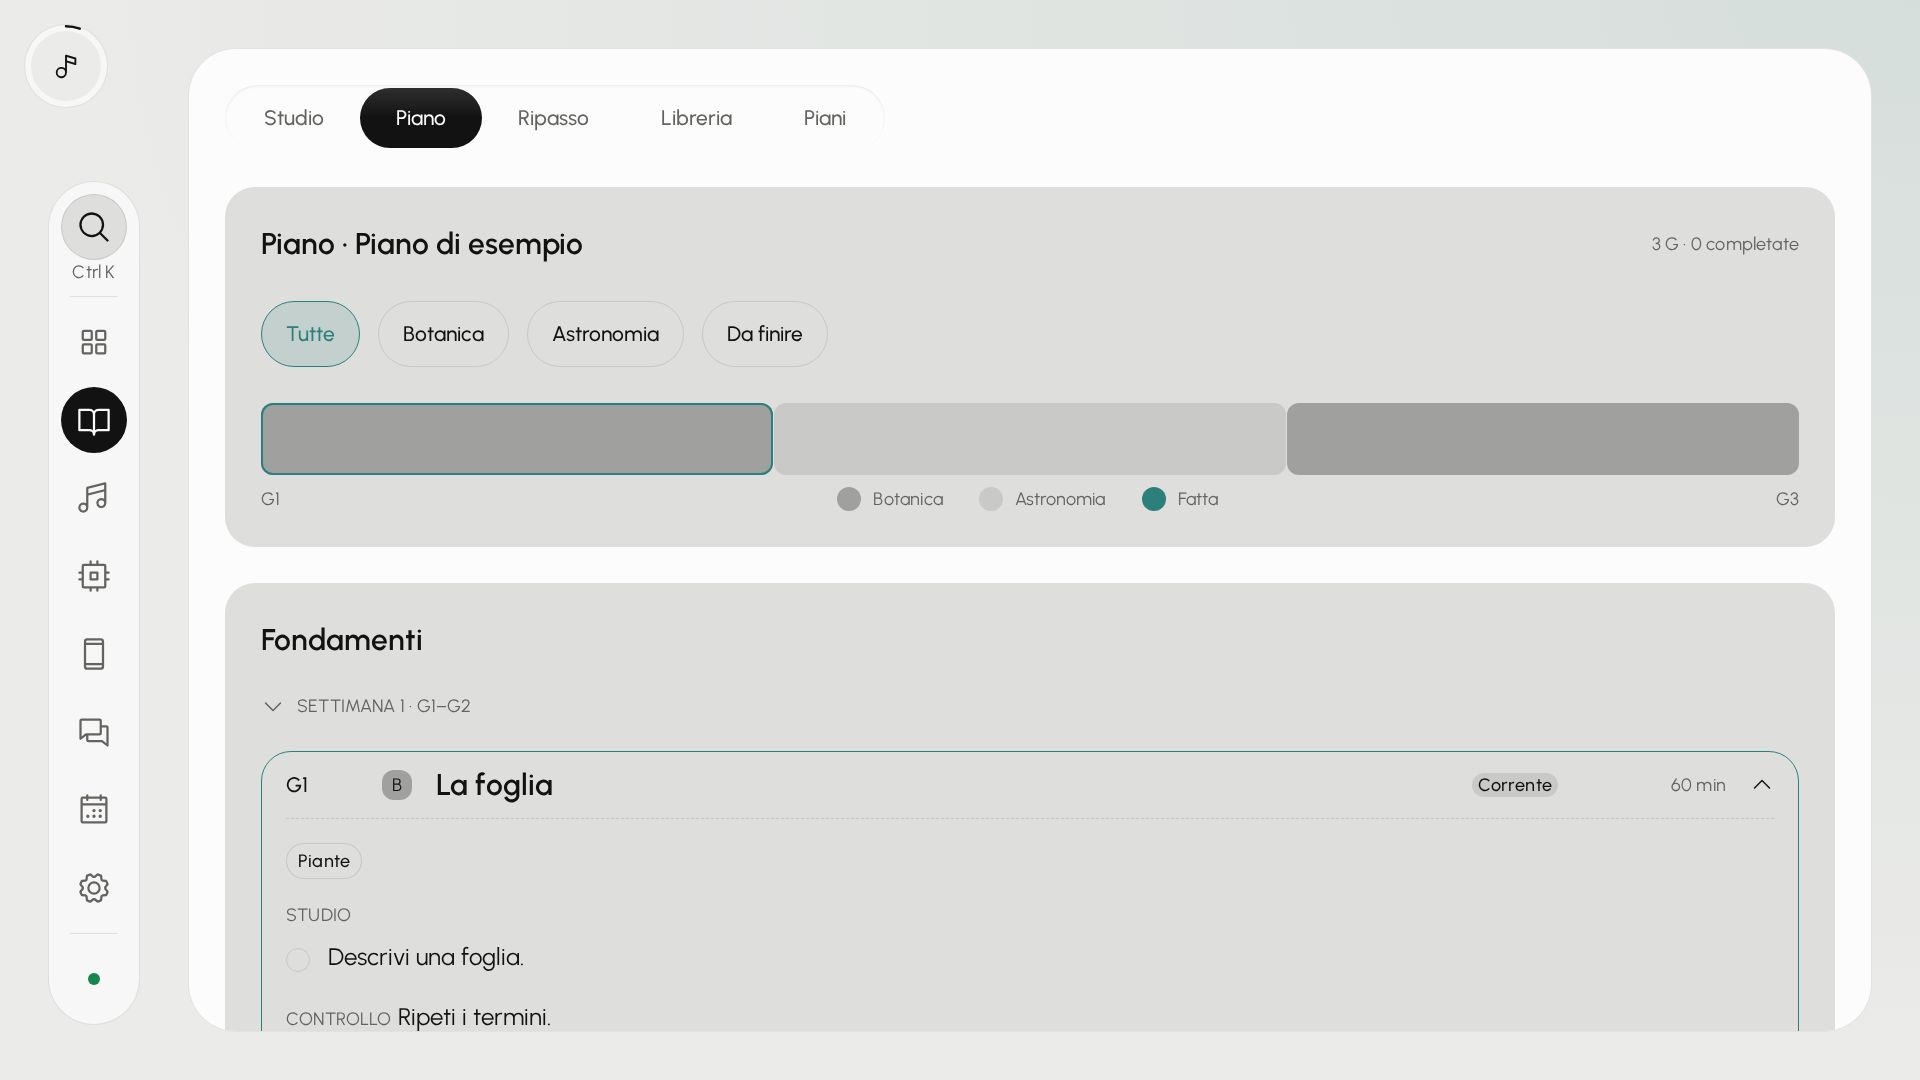 Studio
Piano
Ripasso
Libreria
Piani
Ctrl K
Piano · Piano di esempio
3 G · 0 completate
Tutte
Botanica
Astronomia
Da finire
G1
Botanica
Astronomia
Fatta
G3
Fondamenti
SETTIMANA 1 · G1–G2
G1
B
La foglia
Corrente
60 min
Piante
STUDIO
Descrivi una foglia.
CONTROLLO Ripeti i termini.